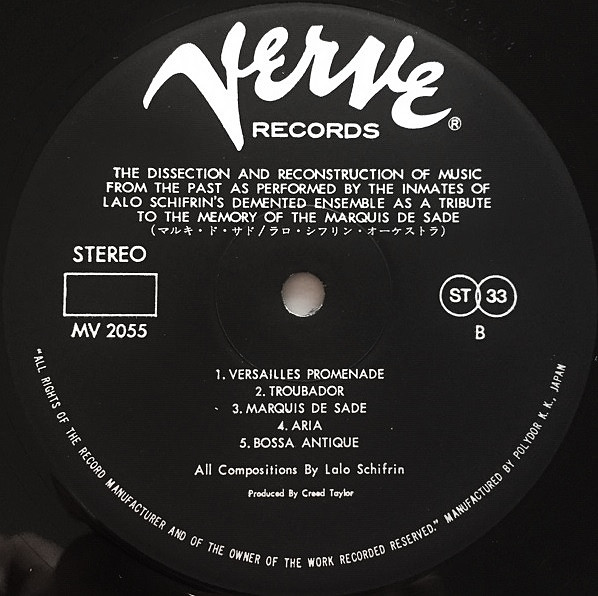 Verve
RECORDS ®
THE DISSECTION AND RECONSTRUCTION OF MUSIC
FROM THE PAST AS PERFORMED BY THE INMATES OF
LALO SCHIFRIN'S DEMENTED ENSEMBLE AS A TRIBUTE
TO THE MEMORY OF THE MARQUIS DE SADE
(マルキ・ド・サド/ラロ・シフリン・オーケストラ)
STEREO
MV 2055
ST 33
B
1. VERSAILLES PROMENADE
2. TROUBADOR
3. MARQUIS DE SADE
4. ARIA
5. BOSSA ANTIQUE
All Compositions By Lalo Schifrin
Produced By Creed Taylor
"ALL RIGHTS OF THE RECORD MANUFACTURER AND OF THE OWNER OF THE WORK RECORDED RESERVED." MANUFACTURED BY POLYDOR K. K., JAPAN